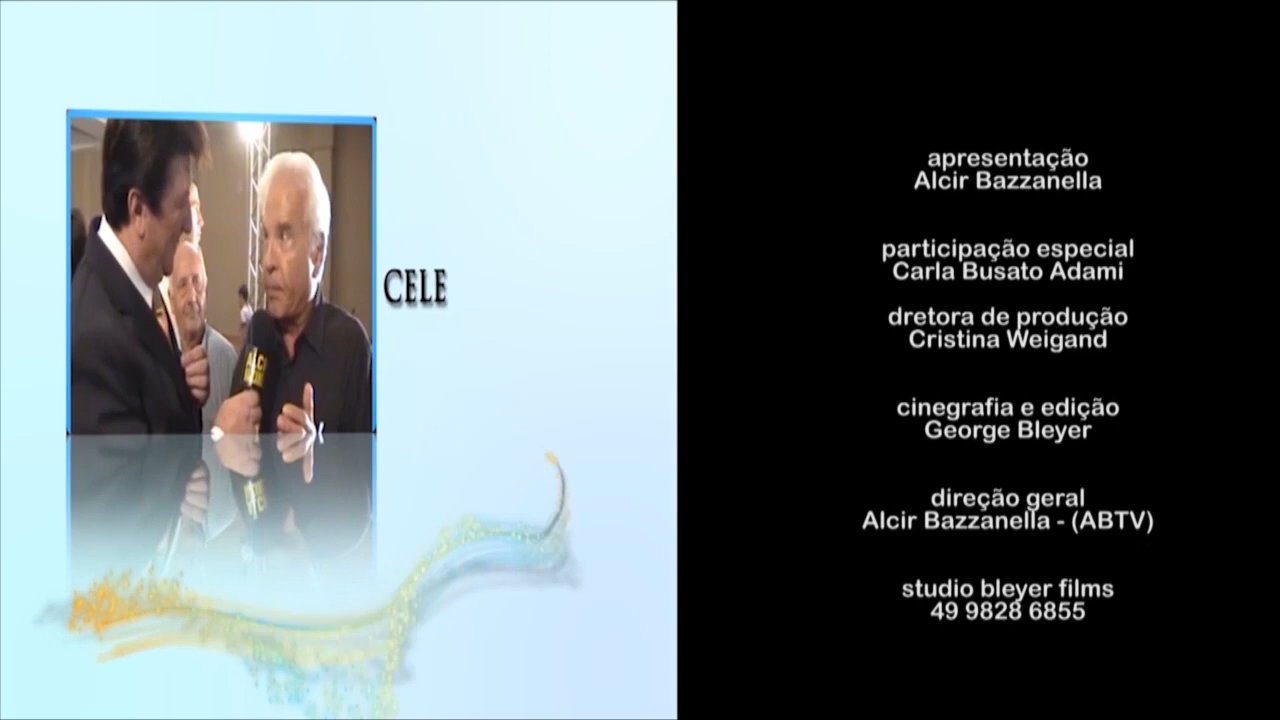 CELE
ALCI
apresentação
Alcir Bazzanella
participação especial
Carla Busato Adami
dretora de produção
Cristina Weigand
cinegrafia e edição
George Bleyer
direção geral
Alcir Bazzanella - (ABTV)
studio bleyer films
49 9828 6855